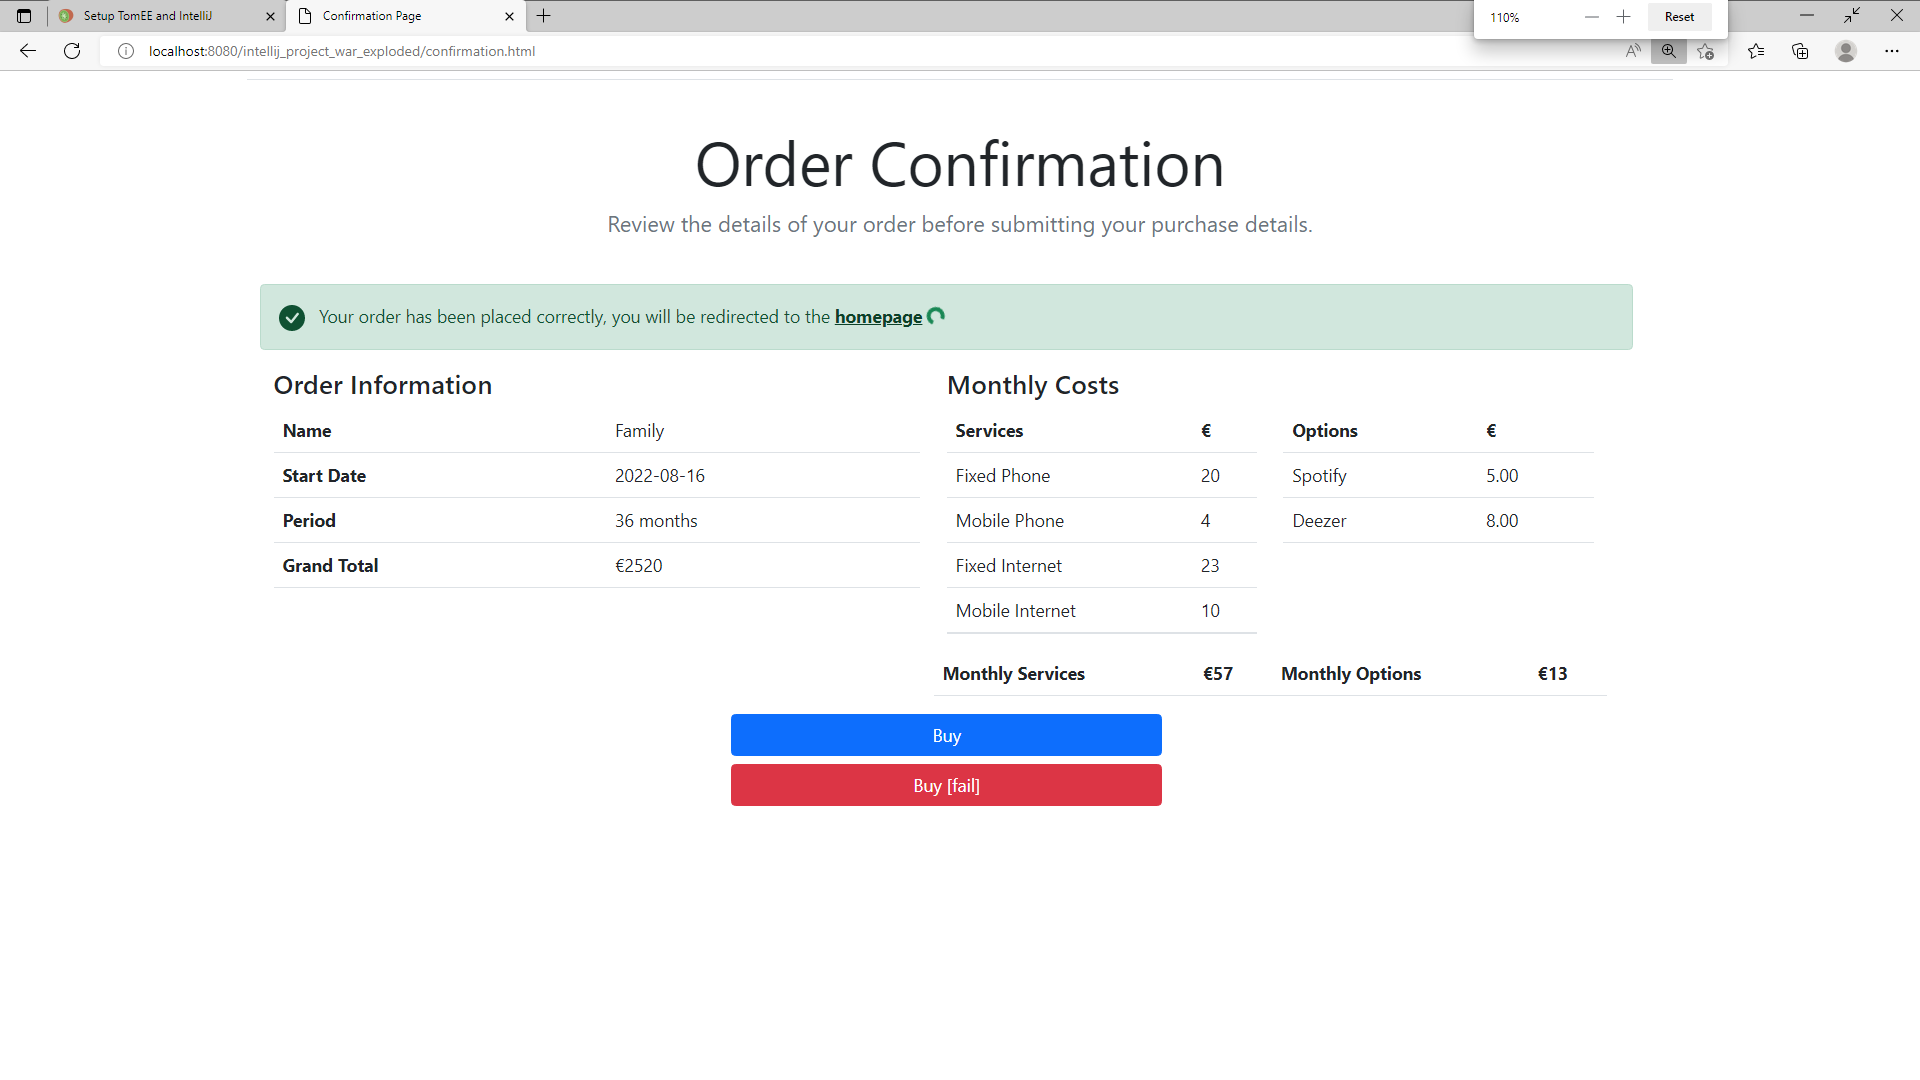 Setup TomEE and IntelliJ
Confirmation Page
110%
Reset
localhost:8080/intellij_project_war_exploded/confirmation.html
Order Confirmation
Review the details of your order before submitting your purchase details.
Your order has been placed correctly, you will be redirected to the homepage
Order Information
Name Family
Start Date 2022-08-16
Period 36 months
Grand Total €2520
Monthly Costs
Services € Options €
Fixed Phone 20 Spotify 5.00
Mobile Phone 4 Deezer 8.00
Fixed Internet 23
Mobile Internet 10
Monthly Services €57 Monthly Options €13
Buy
Buy [fail]